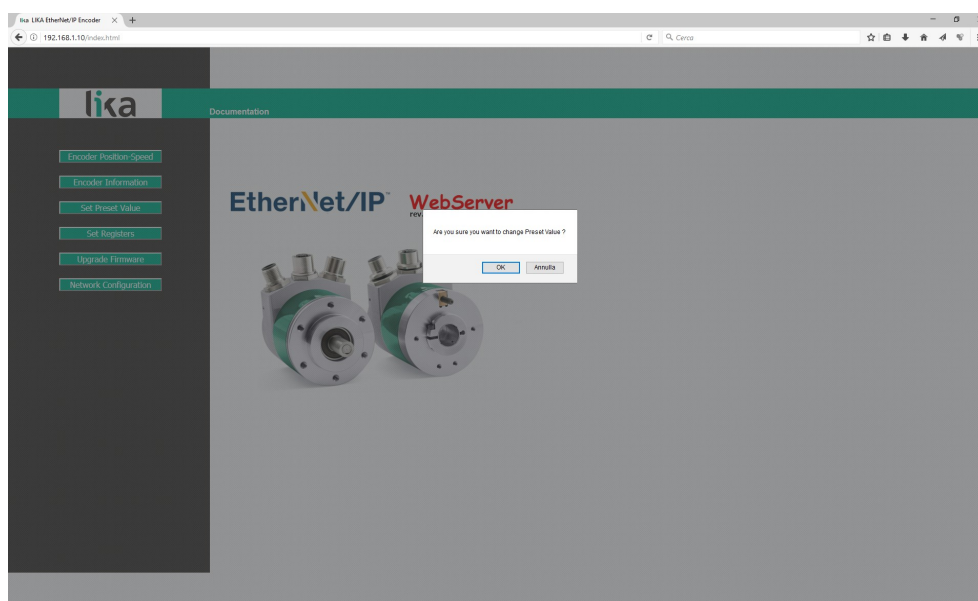 lika LIKA EtherNet/IP Encoder
192.168.1.10/index.html
Cerca
lika
Documentation
Encoder Position-Speed
Encoder Information
Set Preset Value
Set Registers
Upgrade Firmware
Network Configuration
EtherNet/IP™
WebServer
rev
Are you sure you want to change Preset Value ?
OK
Annulla